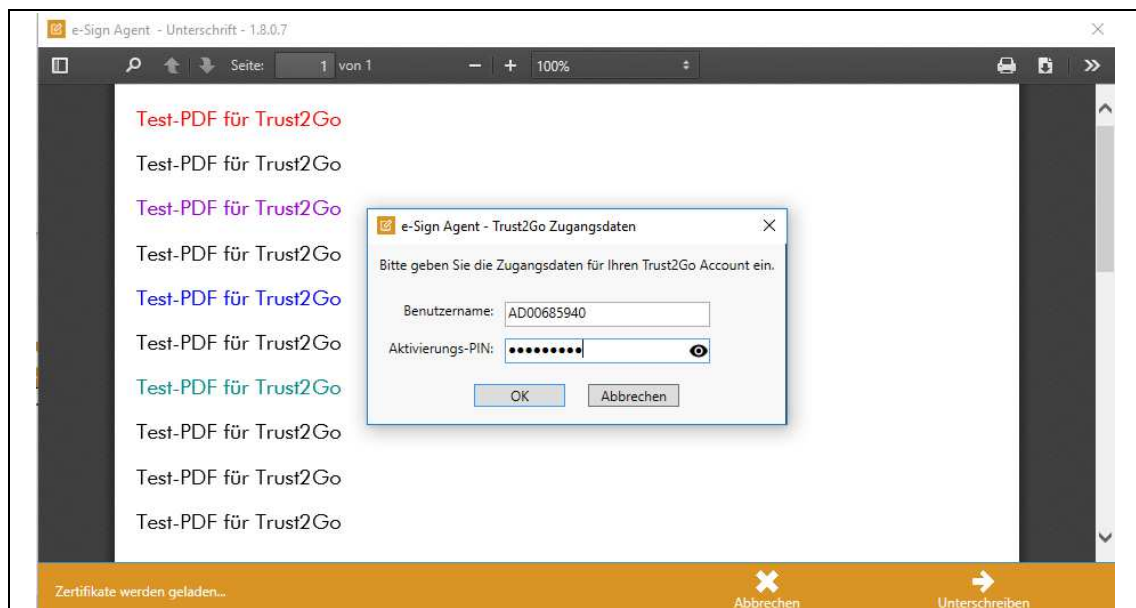 e-Sign Agent - Unterschrift - 1.8.0.7
Seite: 1 von 1 100%
Test-PDF für Trust2Go
Test-PDF für Trust2Go
Test-PDF für Trust2Go
Test-PDF für Trust2Go
Test-PDF für Trust2Go
Test-PDF für Trust2Go
Test-PDF für Trust2Go
Test-PDF für Trust2Go
Test-PDF für Trust2Go
Test-PDF für Trust2Go
e-Sign Agent - Trust2Go Zugangsdaten
Bitte geben Sie die Zugangsdaten für Ihren Trust2Go Account ein.
Benutzername: AD00685940
Aktivierungs-PIN: •••••••••
OK Abbrechen
Zertifikate werden geladen...
Abbrechen Unterschreiben